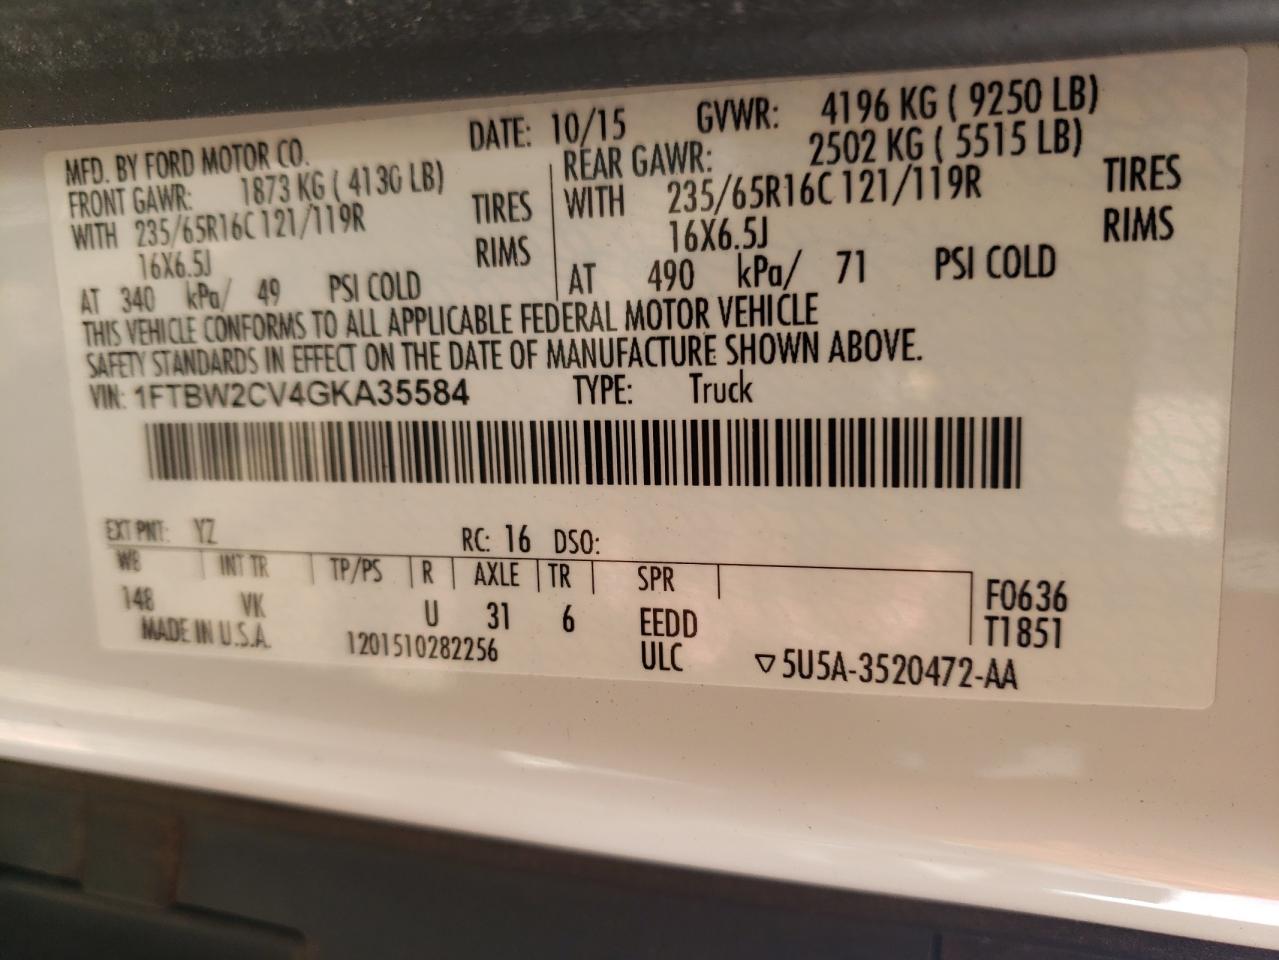 MFD. BY FORD MOTOR CO. DATE: 10/15 GVWR: 4196 KG ( 9250 LB)
FRONT GAWR: 1873 KG ( 4130 LB) REAR GAWR: 2502 KG ( 5515 LB)
WITH 235/65R16C 121/119R TIRES WITH 235/65R16C 121/119R TIRES
16X6.5J RIMS 16X6.5J RIMS
AT 340 kPa/ 49 PSI COLD AT 490 kPa/ 71 PSI COLD
THIS VEHICLE CONFORMS TO ALL APPLICABLE FEDERAL MOTOR VEHICLE
SAFETY STANDARDS IN EFFECT ON THE DATE OF MANUFACTURE SHOWN ABOVE.
VIN: 1FTBW2CV4GKA35584 TYPE: Truck
EXT PNT: YZ RC: 16 DSO:
WB INT TR TP/PS R AXLE TR SPR F0636
148 VK U 31 6 EEDD T1851
MADE IN U.S.A. 1201510282256 ULC ▽5U5A-3520472-AA